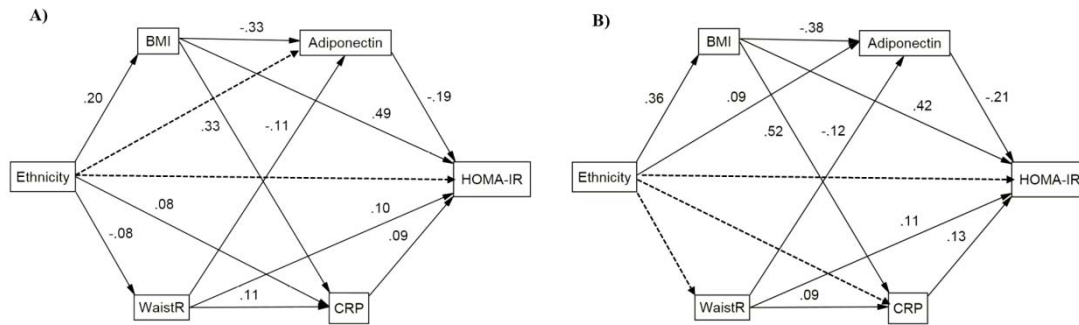 A)
BMI
-.33
Adiponectin
.20
.33
-.11
.49
-.19
Ethnicity
HOMA-IR
.08
-.08
.10
.09
WaistR
.11
CRP
B)
BMI
-.38
Adiponectin
.36
.09
.52
-.12
.42
-.21
Ethnicity
HOMA-IR
.11
.13
WaistR
.09
CRP